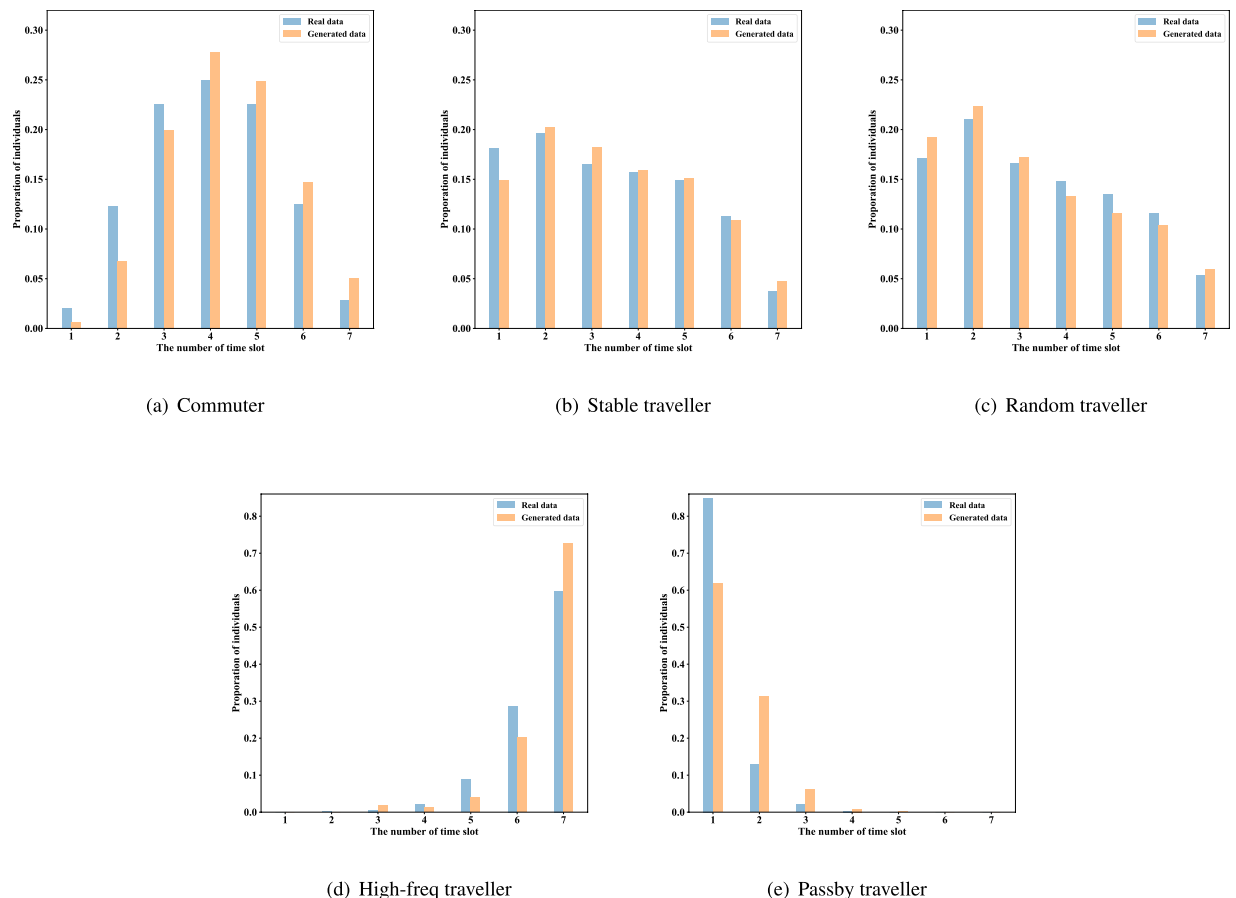 0.30
0.25
0.20
0.15
0.10
0.05
0.00
Proporation of individuals
Real data
Generated data
1 2 3 4 5 6 7
The number of time slot
(a) Commuter
0.30
0.25
0.20
0.15
0.10
0.05
0.00
Proporation of individuals
Real data
Generated data
1 2 3 4 5 6 7
The number of time slot
(b) Stable traveller
0.30
0.25
0.20
0.15
0.10
0.05
0.00
Proporation of individuals
Real data
Generated data
1 2 3 4 5 6 7
The number of time slot
(c) Random traveller
0.8
0.7
0.6
0.5
0.4
0.3
0.2
0.1
0.0
Proporation of individuals
Real data
Generated data
1 2 3 4 5 6 7
The number of time slot
(d) High-freq traveller
0.8
0.7
0.6
0.5
0.4
0.3
0.2
0.1
0.0
Proporation of individuals
Real data
Generated data
1 2 3 4 5 6 7
The number of time slot
(e) Passby traveller